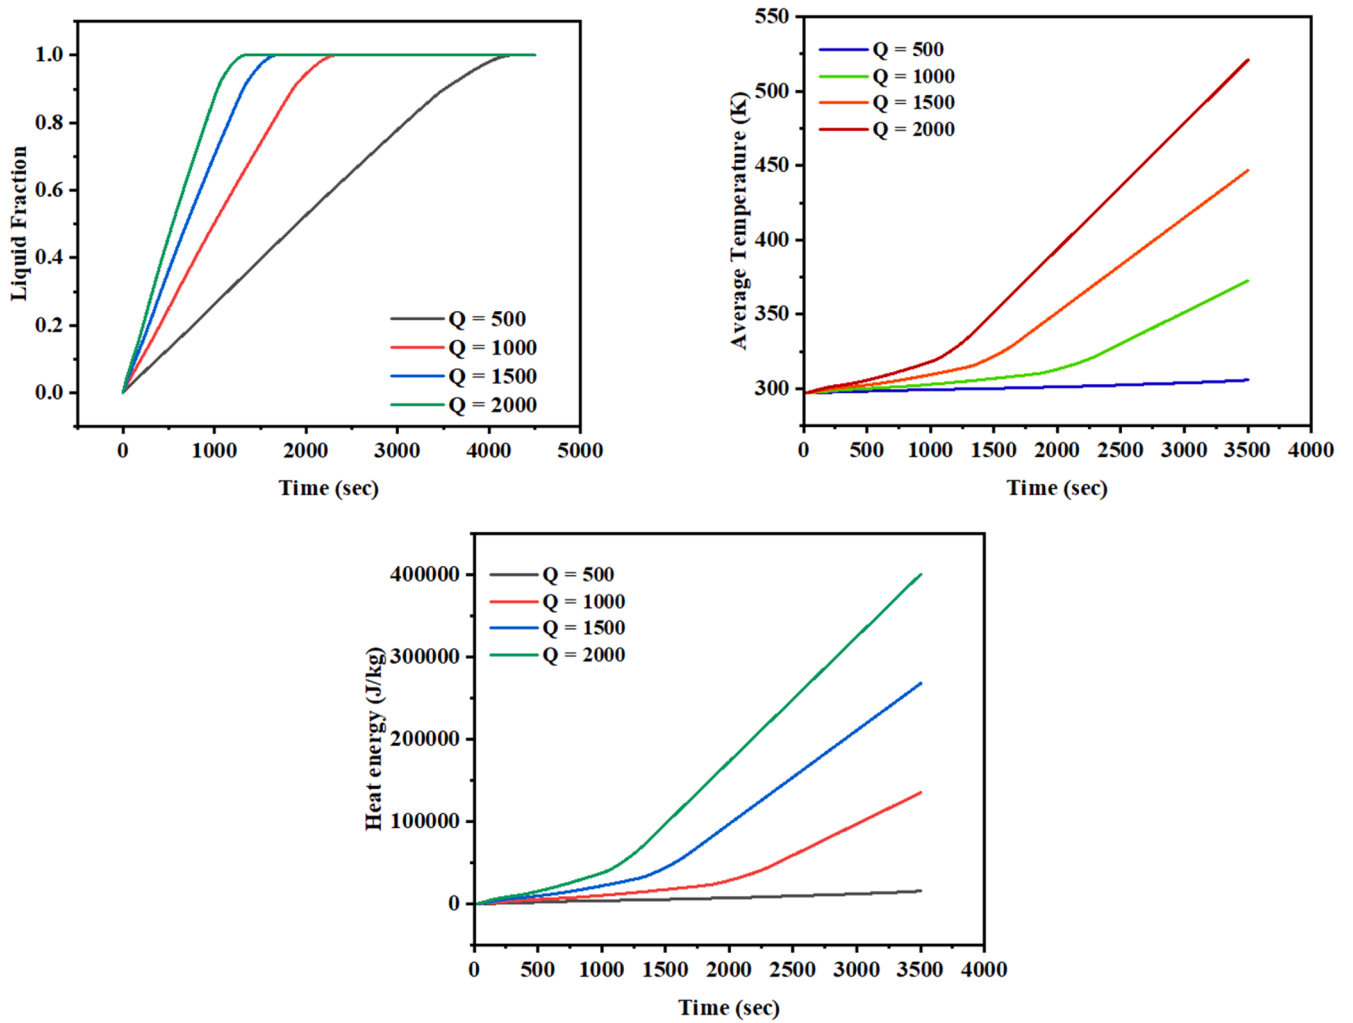 Liquid Fraction
1.0
0.8
0.6
0.4
0.2
0.0
Q = 500
Q = 1000
Q = 1500
Q = 2000
0 1000 2000 3000 4000 5000
Time (sec)
Average Temperature (K)
550
500
450
400
350
300
Q = 500
Q = 1000
Q = 1500
Q = 2000
0 500 1000 1500 2000 2500 3000 3500 4000
Time (sec)
Heat energy (J/kg)
400000
300000
200000
100000
0
Q = 500
Q = 1000
Q = 1500
Q = 2000
0 500 1000 1500 2000 2500 3000 3500 4000
Time (sec)